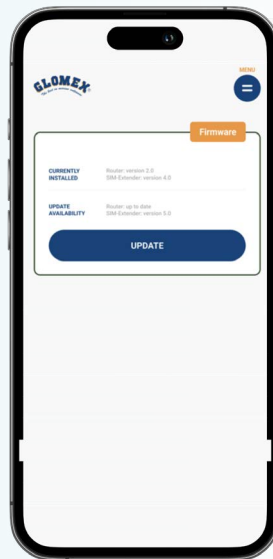 MENU
GLOMEX®
Firmware
CURRENTLY
INSTALLED
Router: version 2.0
SIM-Extender: version 4.0
UPDATE
AVAILABILITY
Router: up to date
SIM-Extender: version 5.0
UPDATE